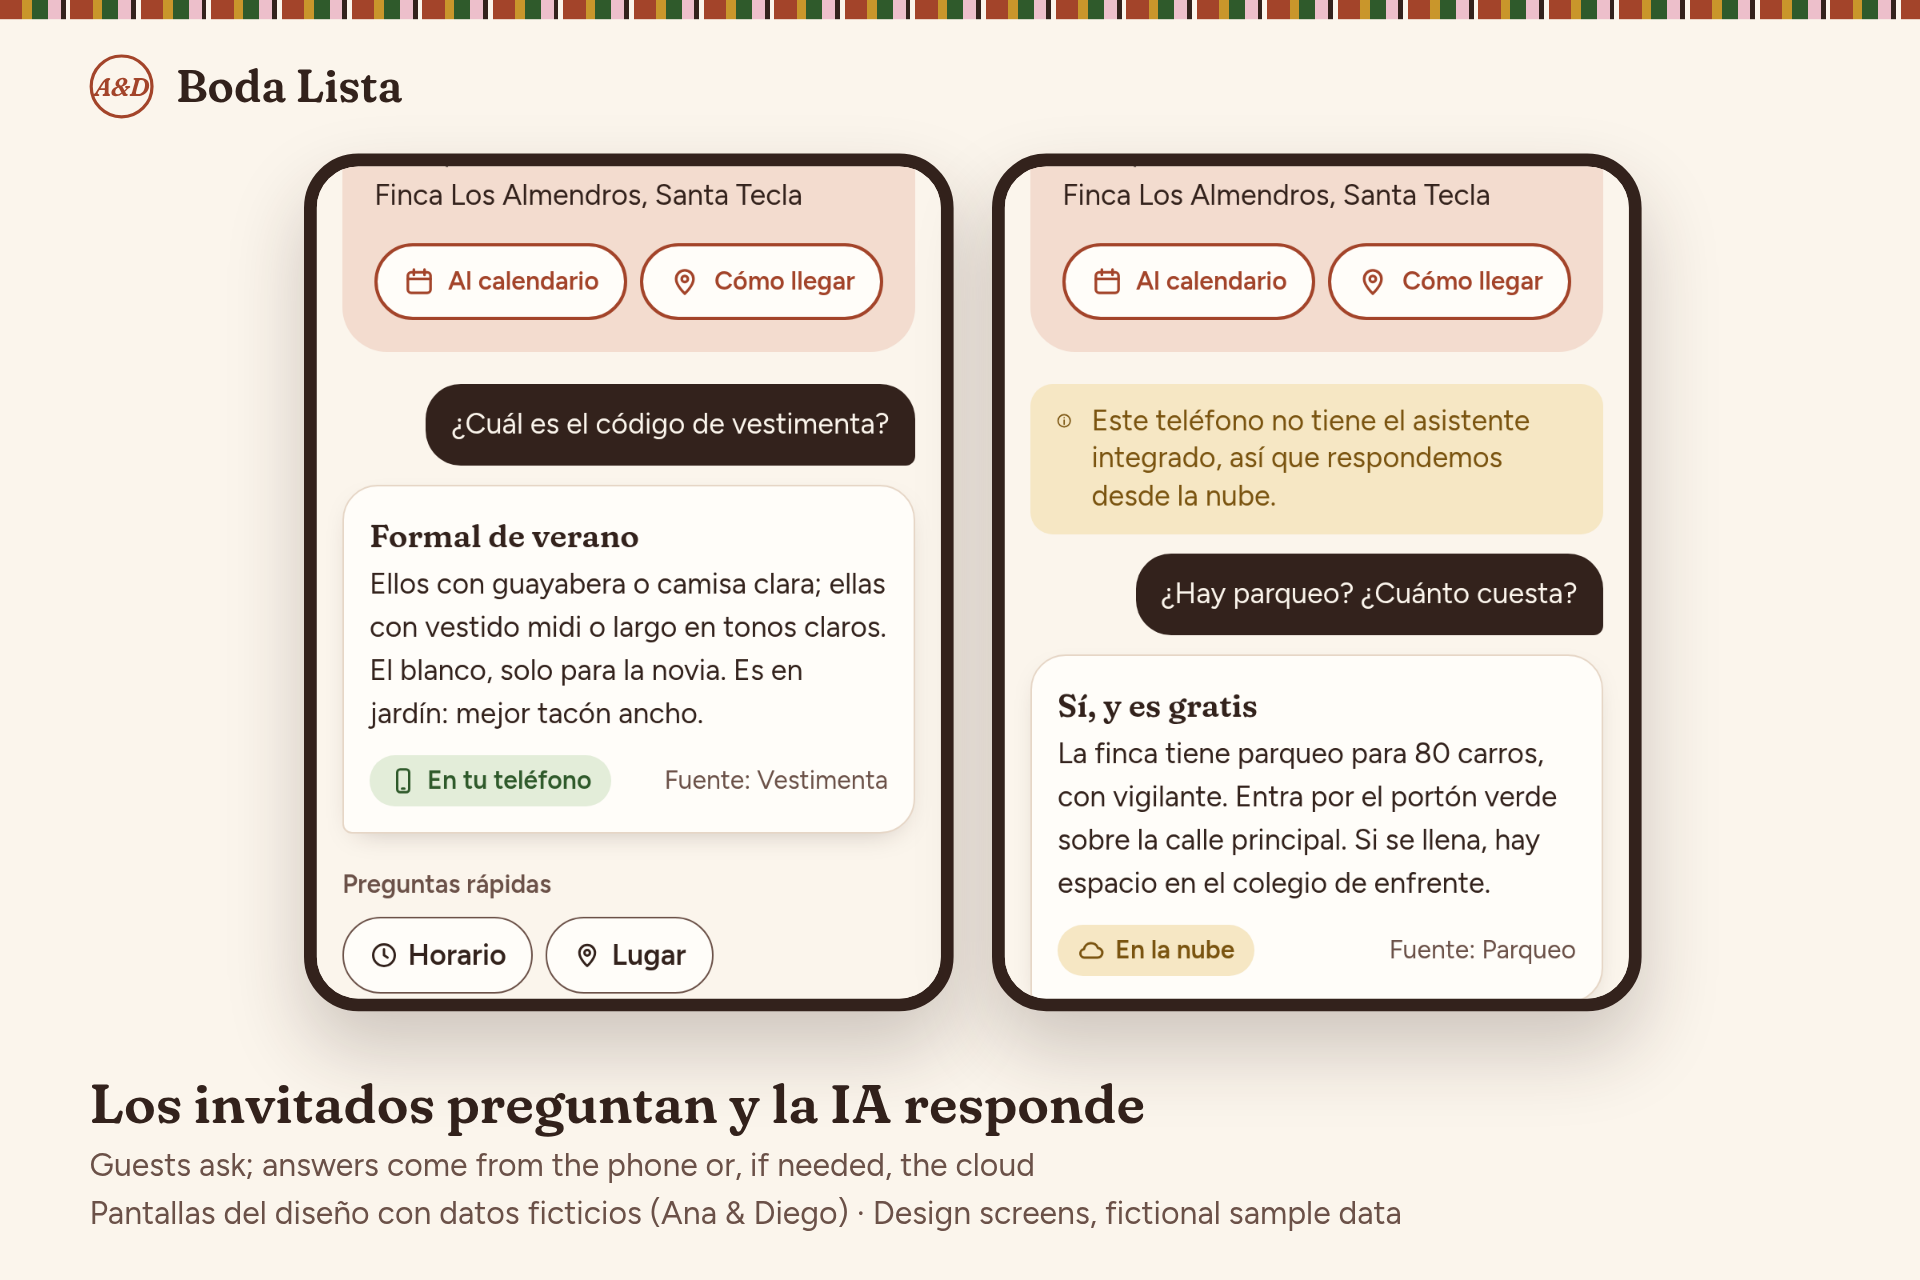 A&D
Boda Lista
Finca Los Almendros, Santa Tecla
Al calendario
Cómo llegar
¿Cuál es el código de vestimenta?
Formal de verano
Ellos con guayabera o camisa clara; ellas
con vestido midi o largo en tonos claros.
El blanco, solo para la novia. Es en
jardín: mejor tacón ancho.
En tu teléfono
Fuente: Vestimenta
Preguntas rápidas
Horario
Lugar
Finca Los Almendros, Santa Tecla
Al calendario
Cómo llegar
Este teléfono no tiene el asistente
integrado, así que respondemos
desde la nube.
¿Hay parqueo? ¿Cuánto cuesta?
Sí, y es gratis
La finca tiene parqueo para 80 carros,
con vigilante. Entra por el portón verde
sobre la calle principal. Si se llena, hay
espacio en el colegio de enfrente.
En la nube
Fuente: Parqueo
Los invitados preguntan y la IA responde
Guests ask; answers come from the phone or, if needed, the cloud
Pantallas del diseño con datos ficticios (Ana & Diego) · Design screens, fictional sample data